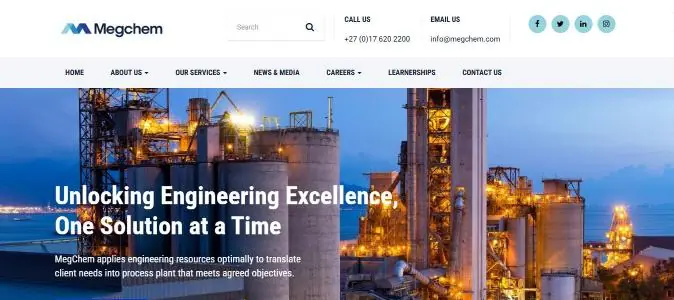 Megchem
Search
CALL US
+27 (0)17 620 2200
EMAIL US
info@megchem.com
HOME
ABOUT US
OUR SERVICES
NEWS & MEDIA
CAREERS
LEARNERSHIPS
CONTACT US
Unlocking Engineering Excellence,
One Solution at a Time
MegChem applies engineering resources optimally to translate
client needs into process plant that meets agreed objectives.